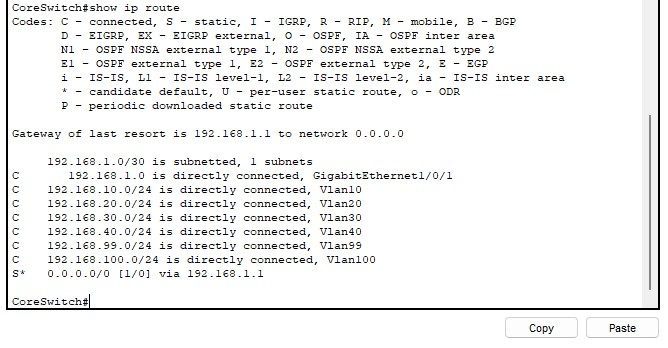 CoreSwitch#show ip route
Codes: C - connected, S - static, I - IGRP, R - RIP, M - mobile, B - BGP
       D - EIGRP, EX - EIGRP external, O - OSPF, IA - OSPF inter area
       N1 - OSPF NSSA external type 1, N2 - OSPF NSSA external type 2
       E1 - OSPF external type 1, E2 - OSPF external type 2, E - EGP
       i - IS-IS, L1 - IS-IS level-1, L2 - IS-IS level-2, ia - IS-IS inter area
       * - candidate default, U - per-user static route, o - ODR
       P - periodic downloaded static route
Gateway of last resort is 192.168.1.1 to network 0.0.0.0
     192.168.1.0/30 is subnetted, 1 subnets
C       192.168.1.0 is directly connected, GigabitEthernet1/0/1
C    192.168.10.0/24 is directly connected, Vlan10
C    192.168.20.0/24 is directly connected, Vlan20
C    192.168.30.0/24 is directly connected, Vlan30
C    192.168.40.0/24 is directly connected, Vlan40
C    192.168.99.0/24 is directly connected, Vlan99
C    192.168.100.0/24 is directly connected, Vlan100
S*   0.0.0.0/0 [1/0] via 192.168.1.1
CoreSwitch#
Copy Paste